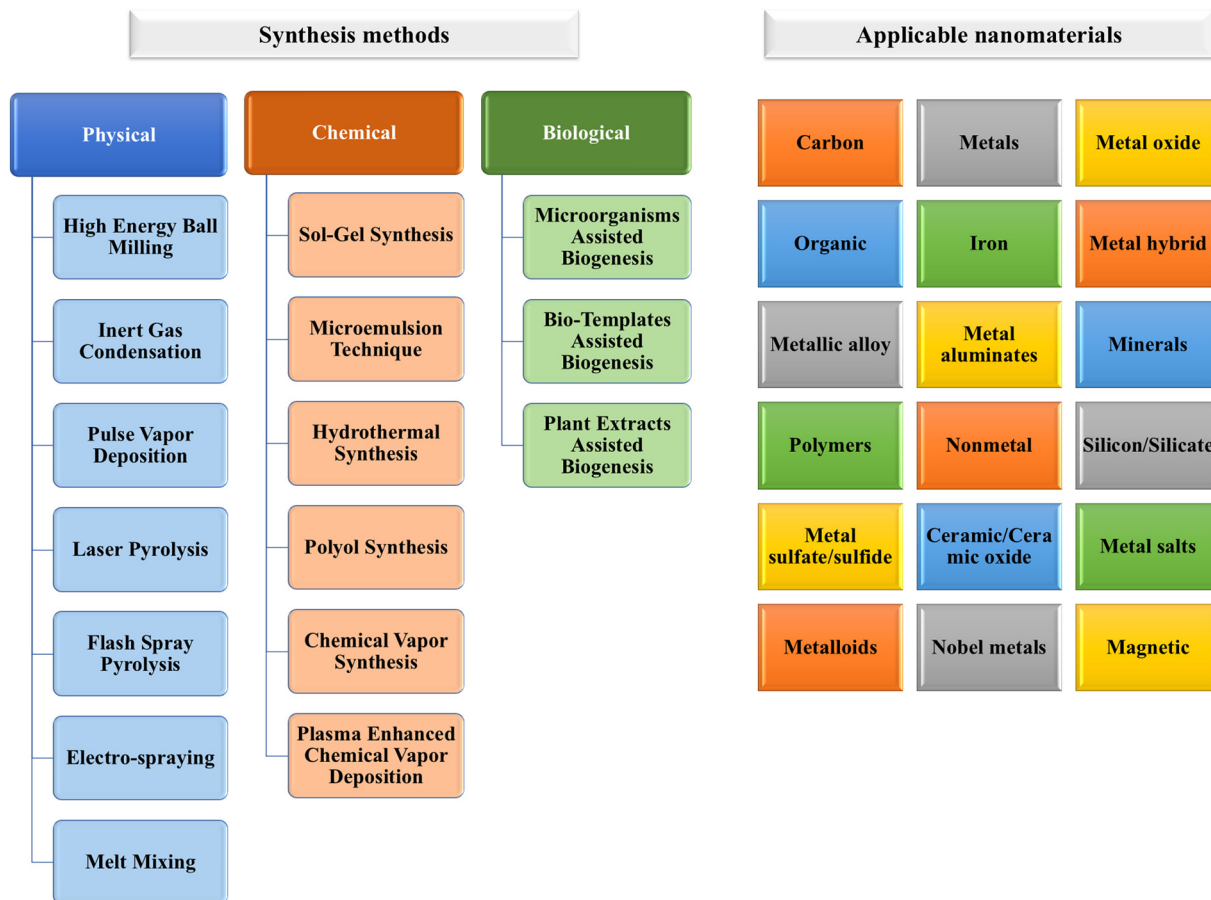 Synthesis methods
Physical
High Energy Ball
Milling
Inert Gas
Condensation
Pulse Vapor
Deposition
Laser Pyrolysis
Flash Spray
Pyrolysis
Electro-spraying
Melt Mixing
Chemical
Sol-Gel Synthesis
Microemulsion
Technique
Hydrothermal
Synthesis
Polyol Synthesis
Chemical Vapor
Synthesis
Plasma Enhanced
Chemical Vapor
Deposition
Biological
Microorganisms
Assisted
Biogenesis
Bio-Templates
Assisted
Biogenesis
Plant Extracts
Assisted
Biogenesis
Applicable nanomaterials
Carbon
Metals
Metal oxide
Organic
Iron
Metal hybrid
Metallic alloy
Metal
aluminates
Minerals
Polymers
Nonmetal
Silicon/Silicate
Metal
sulfate/sulfide
Ceramic/Cera
mic oxide
Metal salts
Metalloids
Nobel metals
Magnetic